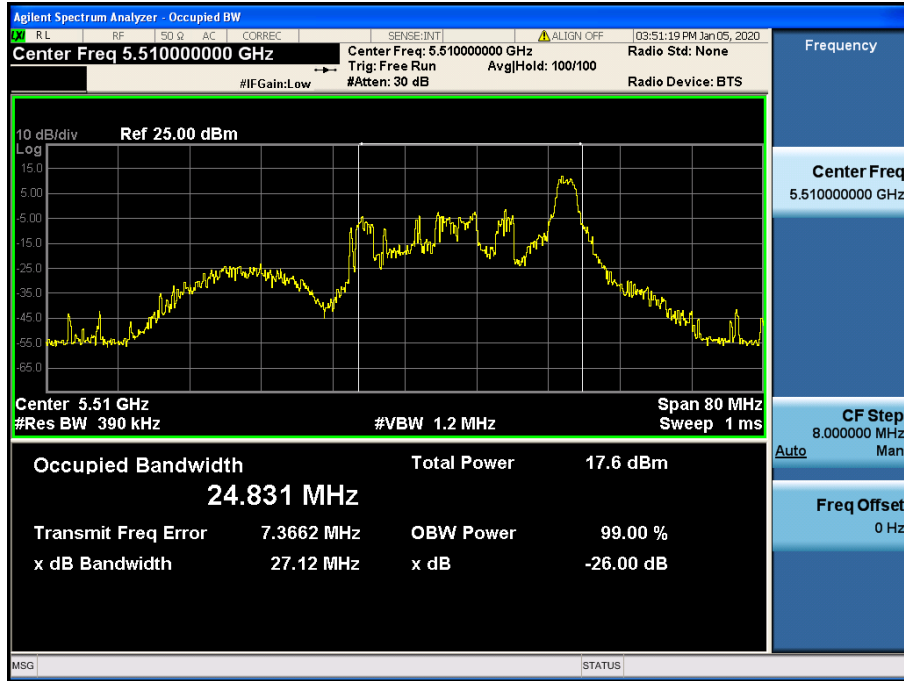 Agilent Spectrum Analyzer - Occupied BW
LXI RL RF 50 Ω AC CORREC SENSE:INT ALIGN OFF 03:51:19 PM Jan 05, 2020
Center Freq 5.510000000 GHz
Center Freq: 5.510000000 GHz
Radio Std: None
Trig: Free Run Avg|Hold: 100/100
#IFGain:Low
#Atten: 30 dB
Radio Device: BTS
10 dB/div Ref 25.00 dBm
Log
15.0
5.00
-5.00
-15.0
-25.0
-35.0
-45.0
-55.0
-65.0
Center 5.51 GHz Span 80 MHz
#Res BW 390 kHz #VBW 1.2 MHz Sweep 1 ms
Occupied Bandwidth Total Power 17.6 dBm
24.831 MHz
Transmit Freq Error 7.3662 MHz OBW Power 99.00 %
x dB Bandwidth 27.12 MHz x dB -26.00 dB
MSG STATUS
Frequency
Center Freq
5.510000000 GHz
CF Step
8.000000 MHz
Auto Man
Freq Offset
0 Hz